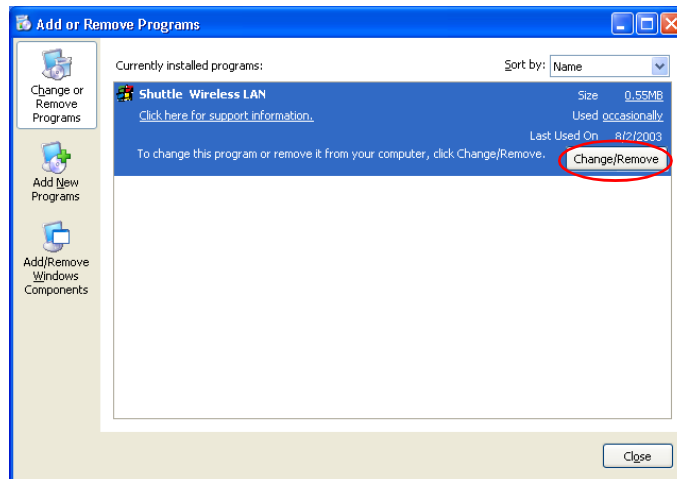 Add or Remove Programs
Change or
Remove
Programs
Add New
Programs
Add/Remove
Windows
Components
Currently installed programs:
Sort by: Name
Shuttle Wireless LAN
Size 0.55MB
Click here for support information.
Used occasionally
Last Used On 8/2/2003
To change this program or remove it from your computer, click Change/Remove.
Change/Remove
Close